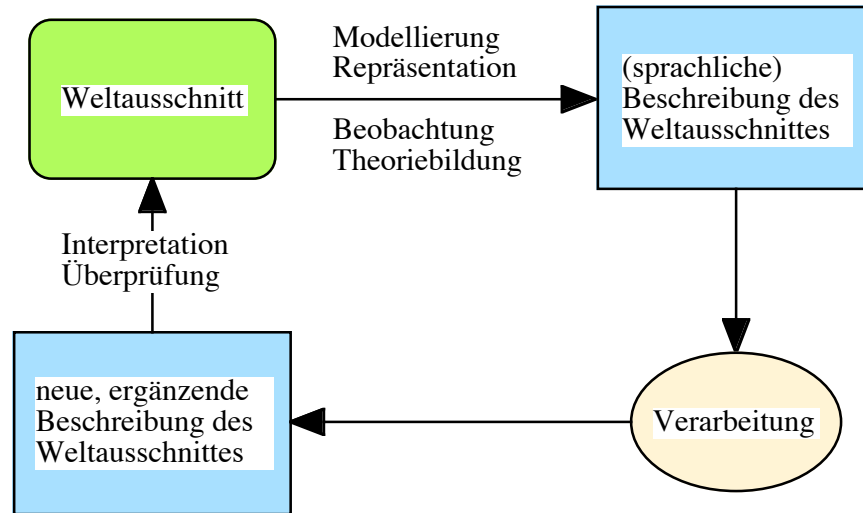 Weltausschnitt
Modellierung
Repräsentation
Beobachtung
Theoriebildung
(sprachliche)
Beschreibung des
Weltausschnittes
Interpretation
Überprüfung
neue, ergänzende
Beschreibung des
Weltausschnittes
Verarbeitung